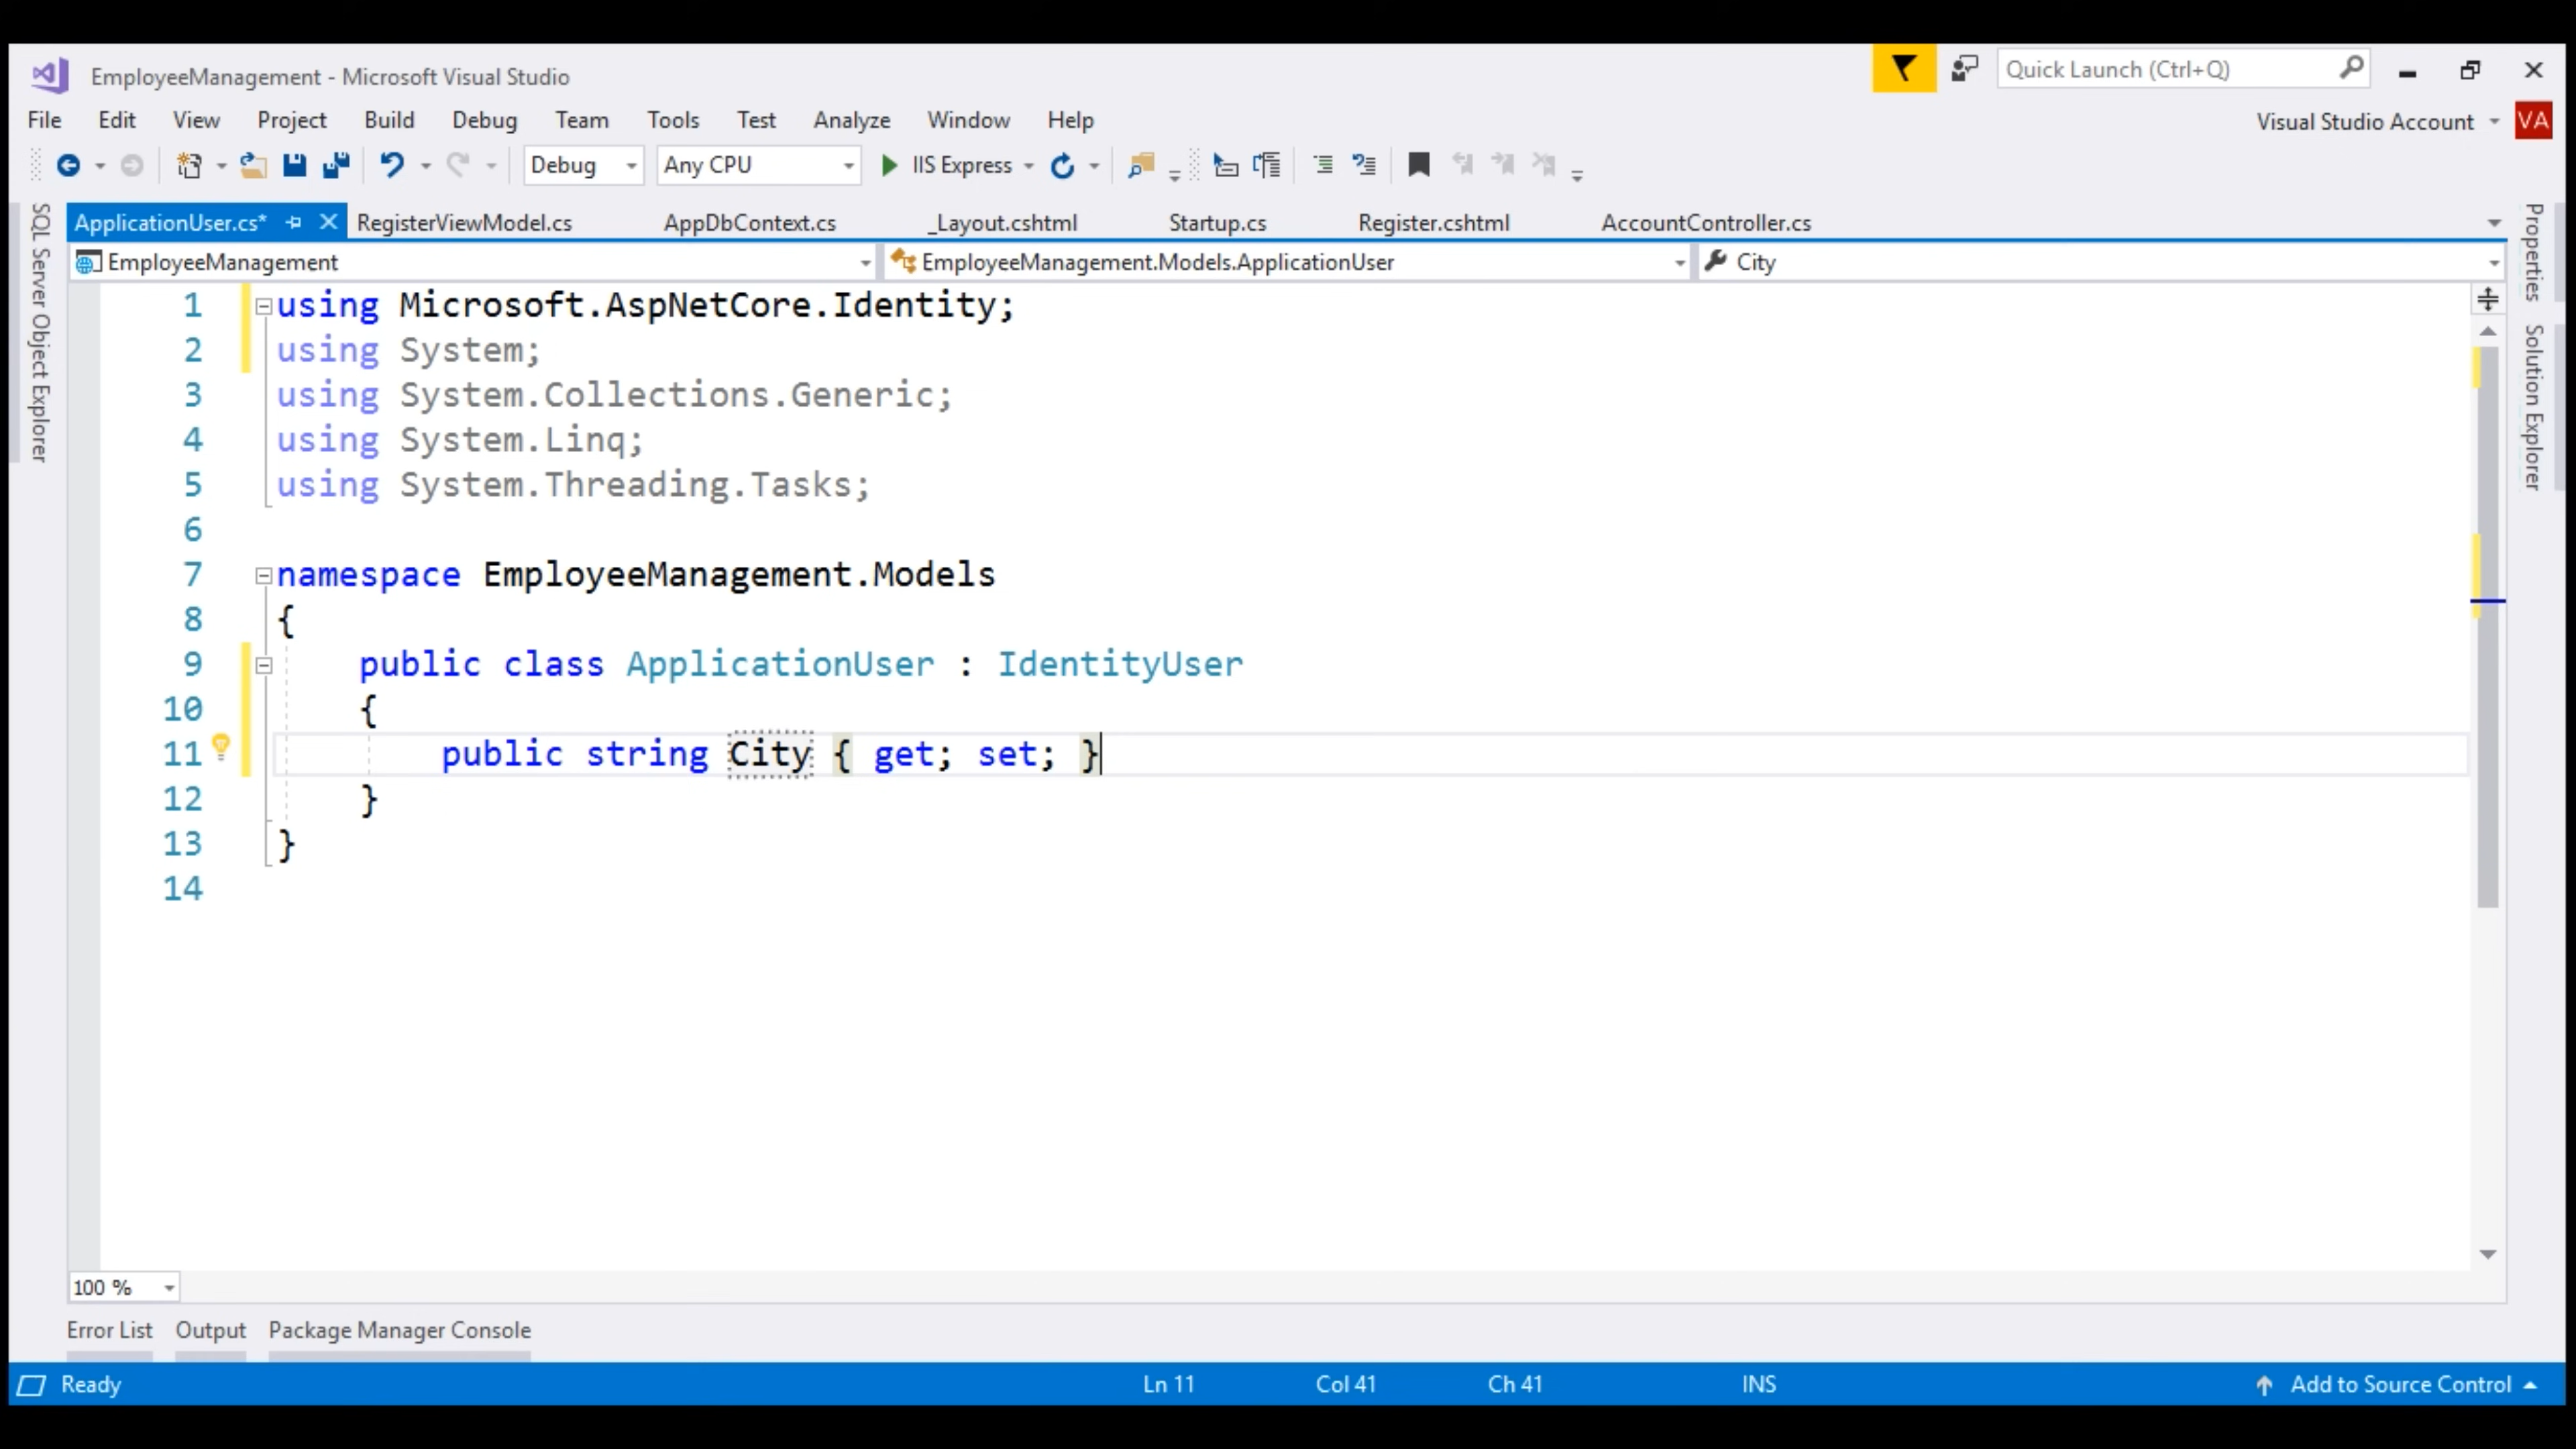 EmployeeManagement - Microsoft Visual Studio
Quick Launch (Ctrl+Q)
File Edit View Project Build Debug Team Tools Test Analyze Window Help
Visual Studio Account VA
Debug Any CPU IIS Express
ApplicationUser.cs* RegisterViewModel.cs AppDbContext.cs _Layout.cshtml Startup.cs Register.cshtml AccountController.cs
EmployeeManagement EmployeeManagement.Models.ApplicationUser City
SQL Server Object Explorer
1 using Microsoft.AspNetCore.Identity;
2 using System;
3 using System.Collections.Generic;
4 using System.Linq;
5 using System.Threading.Tasks;
6
7 namespace EmployeeManagement.Models
8 {
9 public class ApplicationUser : IdentityUser
10 {
11 public string City { get; set; }
12 }
13 }
14
Properties
Solution Explorer
100 %
Error List Output Package Manager Console
Ready Ln 11 Col 41 Ch 41 INS Add to Source Control